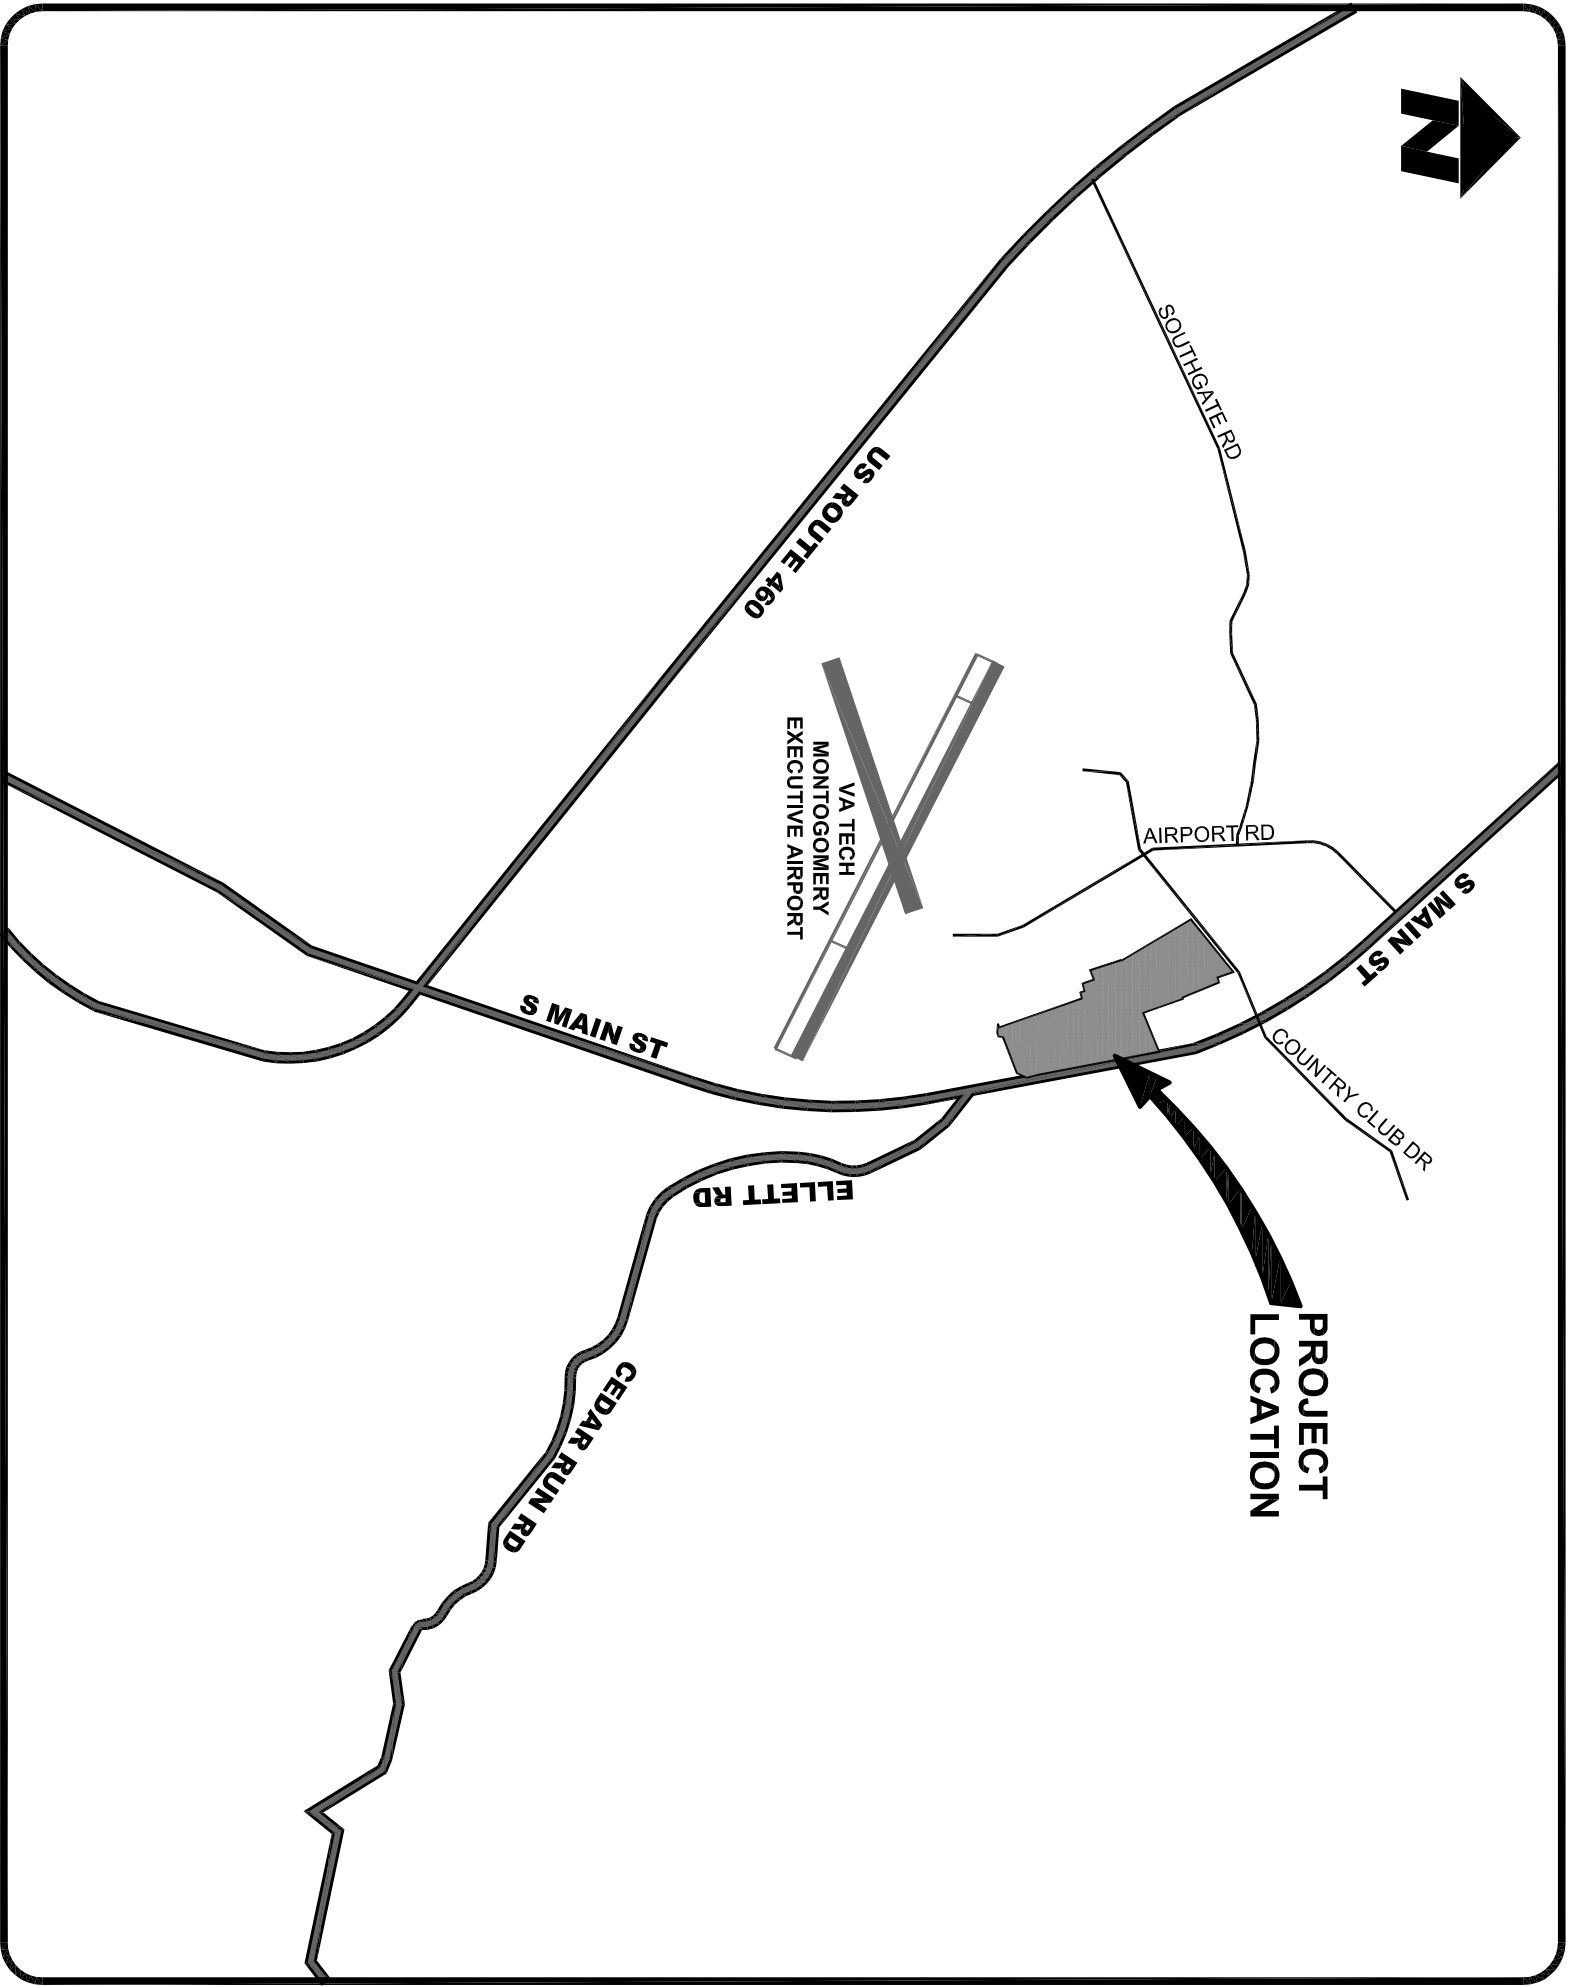 N
SOUTHGATE RD
US ROUTE 460
AIRPORT RD
S MAIN ST
VA TECH
MONTOGOMERY
EXECUTIVE AIRPORT
S MAIN ST
COUNTRY CLUB DR
ELLETT RD
PROJECT
LOCATION
CEDAR RUN RD